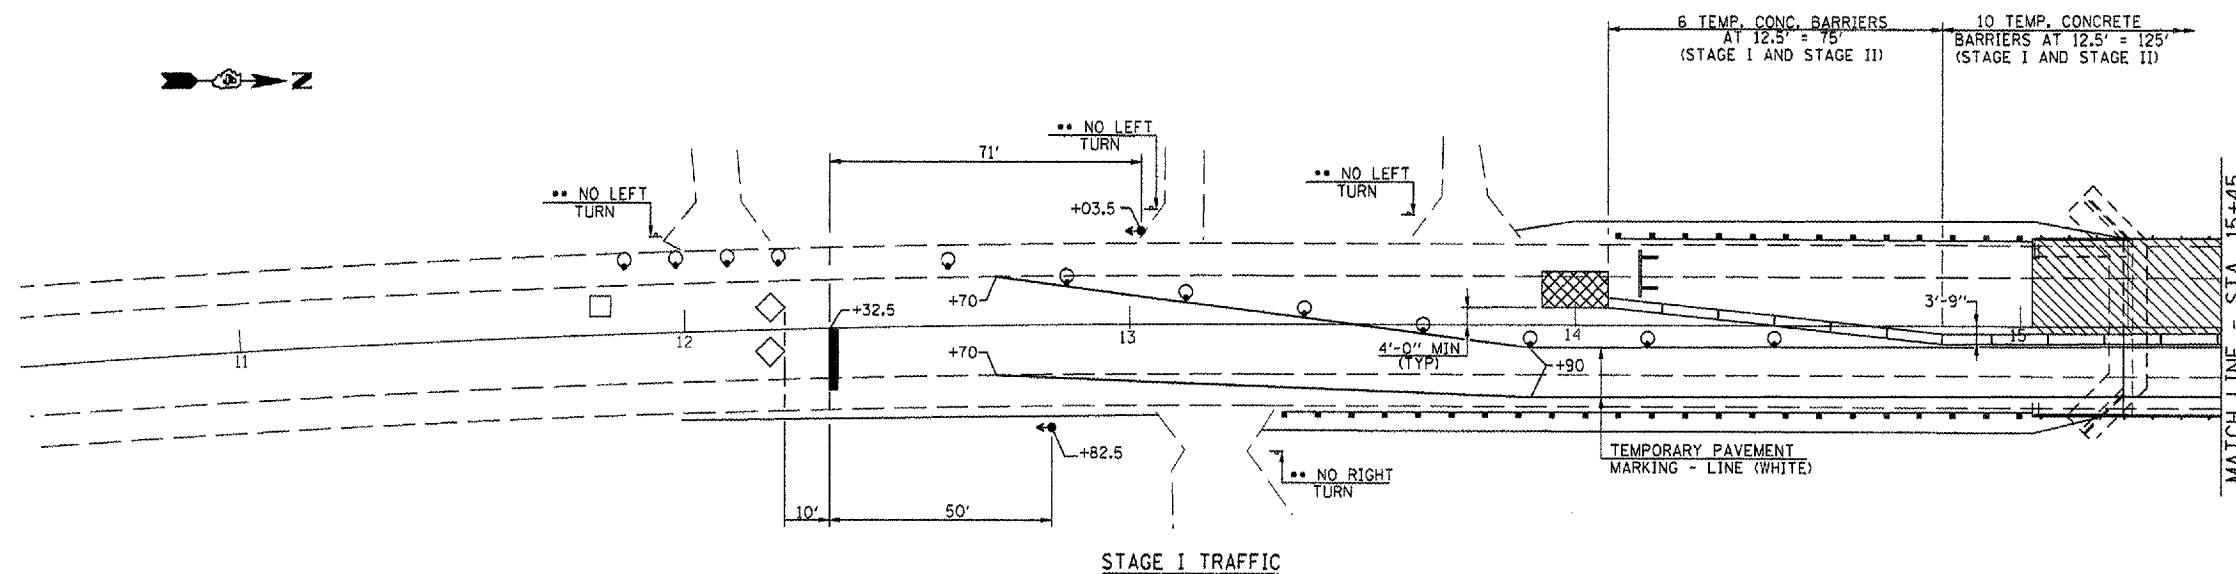 6 TEMP. CONC. BARRIERS
AT 12.5' = 75'
(STAGE I AND STAGE II)
10 TEMP. CONCRETE
BARRIERS AT 12.5' = 125'
(STAGE I AND STAGE II)
N
** NO LEFT
TURN
71'
** NO LEFT
TURN
** NO LEFT
TURN
+03.5
+70
+32.5
3'-9"
11
12
13
14
15
+70
4'-0" MIN
(TYP)
+90
+82.5
TEMPORARY PAVEMENT
MARKING - LINE (WHITE)
** NO RIGHT
TURN
10'
50'
MATCH LINE - STA. 15+45
STAGE I TRAFFIC